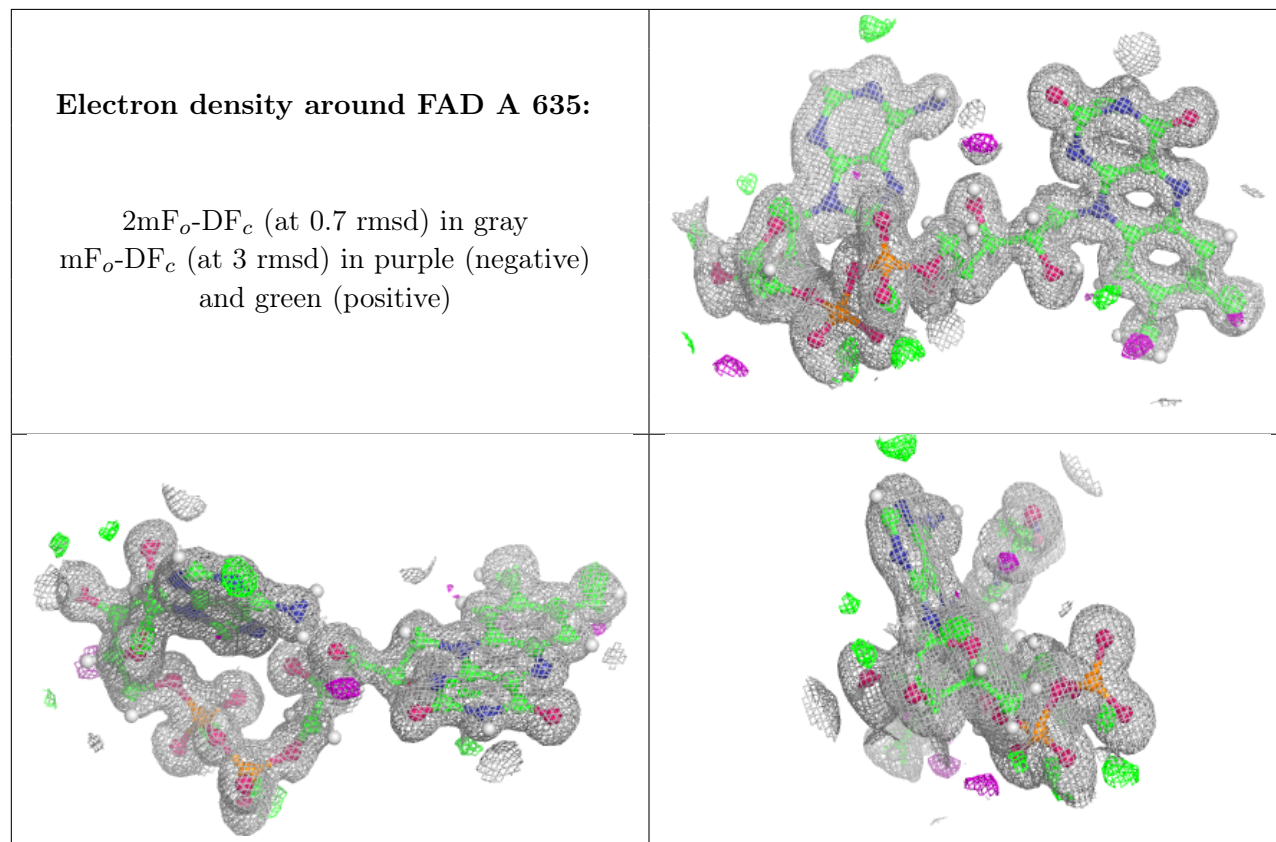 Electron density around FAD A 635:
2mFo-DFc (at 0.7 rmsd) in gray
mFo-DFc (at 3 rmsd) in purple (negative)
and green (positive)